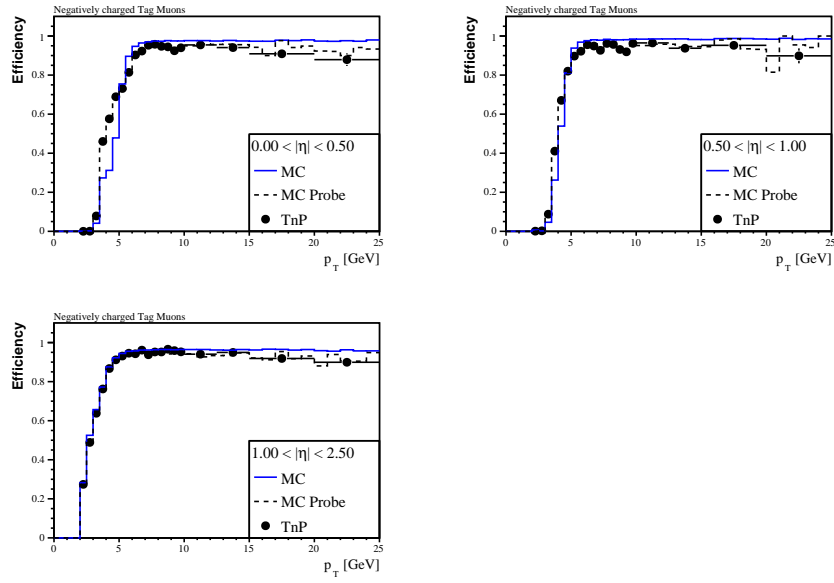 Negatively charged Tag Muons
Efficiency
1
0.8
0.6
0.4
0.2
0
0.00 < |η| < 0.50
MC
MC Probe
TnP
0 5 10 15 20 25
p_T [GeV]
Negatively charged Tag Muons
Efficiency
1
0.8
0.6
0.4
0.2
0
0.50 < |η| < 1.00
MC
MC Probe
TnP
0 5 10 15 20 25
p_T [GeV]
Negatively charged Tag Muons
Efficiency
1
0.8
0.6
0.4
0.2
0
1.00 < |η| < 2.50
MC
MC Probe
TnP
0 5 10 15 20 25
p_T [GeV]